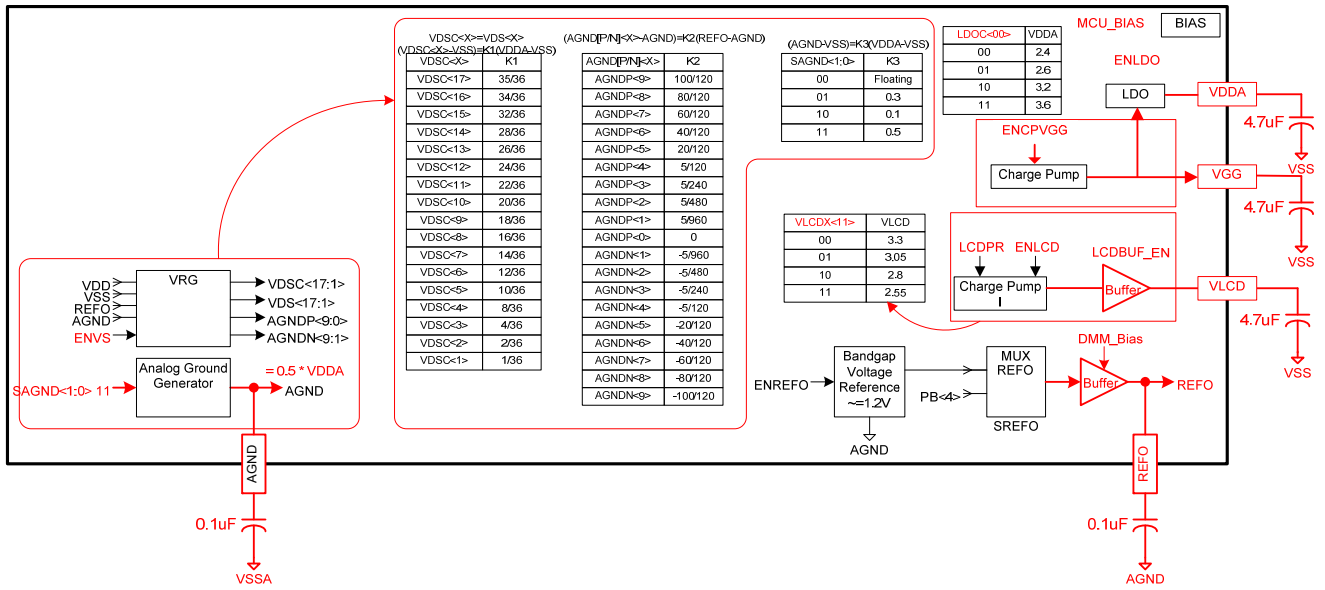 MCU_BIAS
BIAS
VDSC<X>=VDS<X>
(VDSC<X>-VSS)=K1(VDDA-VSS)
VDSC<X> K1
VDSC<17> 35/36
VDSC<16> 34/36
VDSC<15> 32/36
VDSC<14> 28/36
VDSC<13> 26/36
VDSC<12> 24/36
VDSC<11> 22/36
VDSC<10> 20/36
VDSC<9> 18/36
VDSC<8> 16/36
VDSC<7> 14/36
VDSC<6> 12/36
VDSC<5> 10/36
VDSC<4> 8/36
VDSC<3> 4/36
VDSC<2> 2/36
VDSC<1> 1/36
(AGND[P/N]<X>-AGND)=K2(REFO-AGND)
AGND[P/N]<X> K2
AGNDP<9> 100/120
AGNDP<8> 80/120
AGNDP<7> 60/120
AGNDP<6> 40/120
AGNDP<5> 20/120
AGNDP<4> 5/120
AGNDP<3> 5/240
AGNDP<2> 5/480
AGNDP<1> 5/960
AGNDP<0> 0
AGNDN<1> -5/960
AGNDN<2> -5/480
AGNDN<3> -5/240
AGNDN<4> -5/120
AGNDN<5> -20/120
AGNDN<6> -40/120
AGNDN<7> -60/120
AGNDN<8> -80/120
AGNDN<9> -100/120
(AGND-VSS)=K3(VDDA-VSS)
SAGND<1:0> K3
00 Floating
01 0.3
10 0.1
11 0.5
LDOC<00> VDDA
00 2.4
01 2.6
10 3.2
11 3.6
ENLDO
LDO
VDDA
4.7uF
VSS
ENCPVGG
Charge Pump
VGG
4.7uF
VSS
VLCDX<11> VLCD
00 3.3
01 3.05
10 2.8
11 2.55
LCDPR
ENLCD
LCDBUF_EN
Charge Pump
I
Buffer
VLCD
4.7uF
VSS
VDD
VSS
REFO
AGND
ENVS
VRG
VDSC<17:1>
VDS<17:1>
AGNDP<9:0>
AGNDN<9:1>
SAGND<1:0> 11
Analog Ground
Generator
= 0.5 * VDDA
AGND
AGND
0.1uF
VSSA
ENREFO
Bandgap
Voltage
Reference
~=1.2V
AGND
PB<4>
MUX
REFO
SREFO
DMM_Bias
Buffer
REFO
REFO
0.1uF
AGND